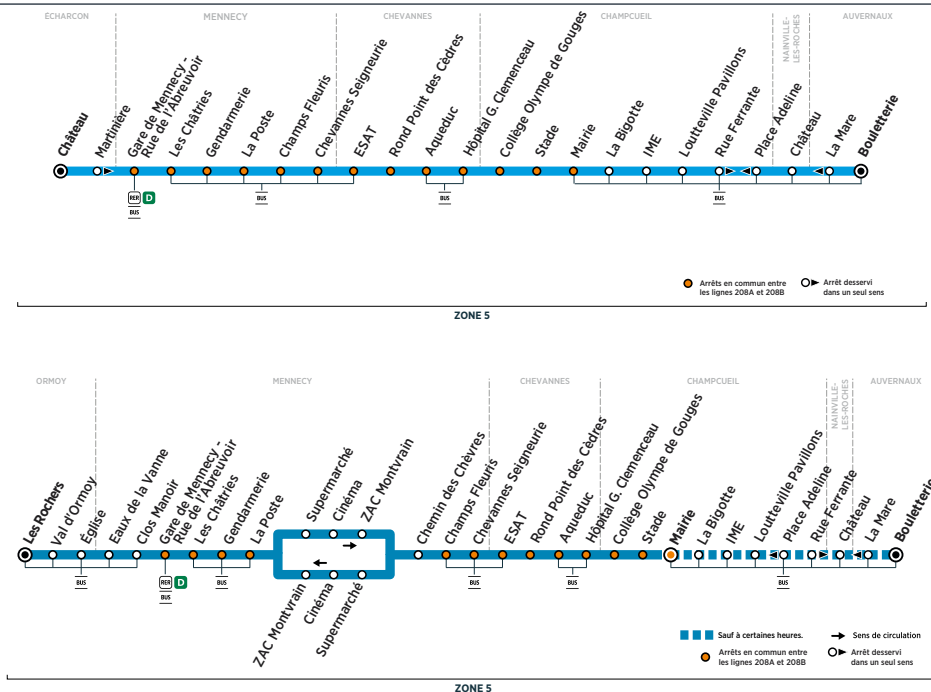 ÉCHARCON
MENNECY
CHEVANNES
CHAMPCUEIL
NAINVILLE-
LES-ROCHES
AUVERNAUX
Château
Martinière
Gare de Mennecy -
Rue de l'Abreuvoir
Les Châtries
Gendarmerie
La Poste
Champs Fleuris
Chevannes Seigneurie
ESAT
Rond Point des Cèdres
Aqueduc
Hôpital G. Clemenceau
Collège Olympe de Gouges
Stade
Mairie
La Bigotte
IME
Loutteville Pavillons
Rue Ferrante
Place Adeline
Château
La Mare
Bouletterie
RER D
BUS
BUS
BUS
BUS
Arrêts en commun entre
les lignes 208A et 208B
Arrêt desservi
dans un seul sens
ZONE 5
ORMOY
MENNECY
CHEVANNES
CHAMPCUEIL
NAINVILLE-
LES-ROCHES
AUVERNAUX
Les Rochers
Val d'Ormoy
Église
Eaux de la Vanne
Clos Manoir
Gare de Mennecy -
Rue de l'Abreuvoir
Les Châtries
Gendarmerie
La Poste
Supermarché
Cinéma
ZAC Montvrain
ZAC Montvrain
Cinéma
Supermarché
Chemin des Chèvres
Champs Fleuris
Chevannes Seigneurie
ESAT
Rond Point des Cèdres
Aqueduc
Hôpital G. Clemenceau
Collège Olympe de Gouges
Stade
Mairie
La Bigotte
IME
Loutteville Pavillons
Place Adeline
Rue Ferrante
Château
La Mare
Bouletterie
BUS
RER D
BUS
BUS
BUS
BUS
BUS
Sauf à certaines heures.
Sens de circulation
Arrêts en commun entre
les lignes 208A et 208B
Arrêt desservi
dans un seul sens
ZONE 5